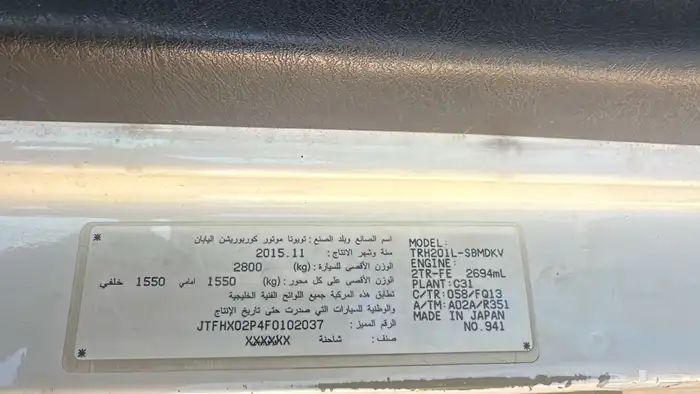 اسم الصانع وبلد الصنع : تويوتا موتور كوربوريشن اليابان
سنة وشهر الانتاج : 2015.11
الوزن الأقصى للسيارة : (kg) 2800
الوزن الأقصى على كل محور : (kg) 1550 امامي 1550 خلفي
تطابق هذه المركبة جميع اللوائح الفنية الخليجية
والوطنية للسيارات التي صدرت حتى تاريخ الإنتاج
الرقم المميز : JTFHX02P4F0102037
صنف : شاحنة XXXXXX
MODEL:
TRH201L-SBMDKV
ENGINE:
2TR-FE 2694mL
PLANT: C31
C/TR: 058/FQ13
A/TM: A02A/R351
MADE IN JAPAN
NO.941